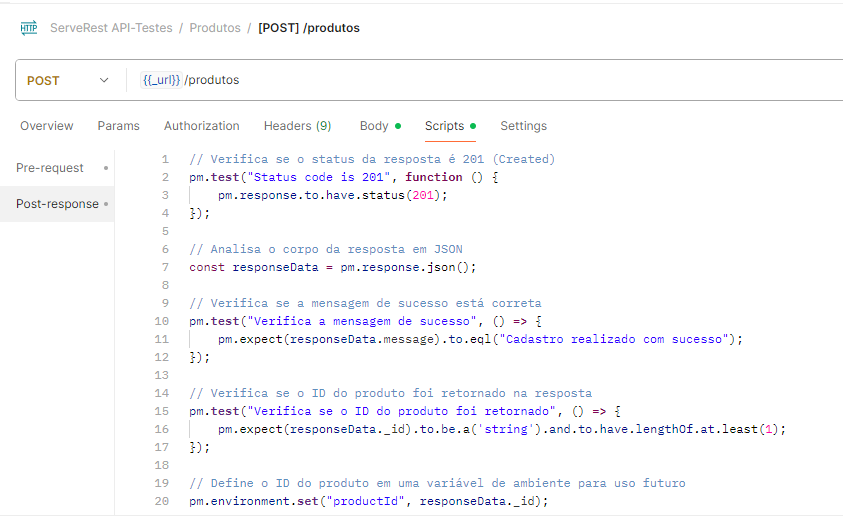 HTTP ServeRest API-Testes / Produtos / [POST] /produtos
POST {{_url}} /produtos
Overview Params Authorization Headers (9) Body Scripts Settings
Pre-request
Post-response
1 // Verifica se o status da resposta é 201 (Created)
2 pm.test("Status code is 201", function () {
3 pm.response.to.have.status(201);
4 });
5
6 // Analisa o corpo da resposta em JSON
7 const responseData = pm.response.json();
8
9 // Verifica se a mensagem de sucesso está correta
10 pm.test("Verifica a mensagem de sucesso", () => {
11 pm.expect(responseData.message).to.eql("Cadastro realizado com sucesso");
12 });
13
14 // Verifica se o ID do produto foi retornado na resposta
15 pm.test("Verifica se o ID do produto foi retornado", () => {
16 pm.expect(responseData._id).to.be.a('string').and.to.have.lengthOf.at.least(1);
17 });
18
19 // Define o ID do produto em uma variável de ambiente para uso futuro
20 pm.environment.set("productId", responseData._id);